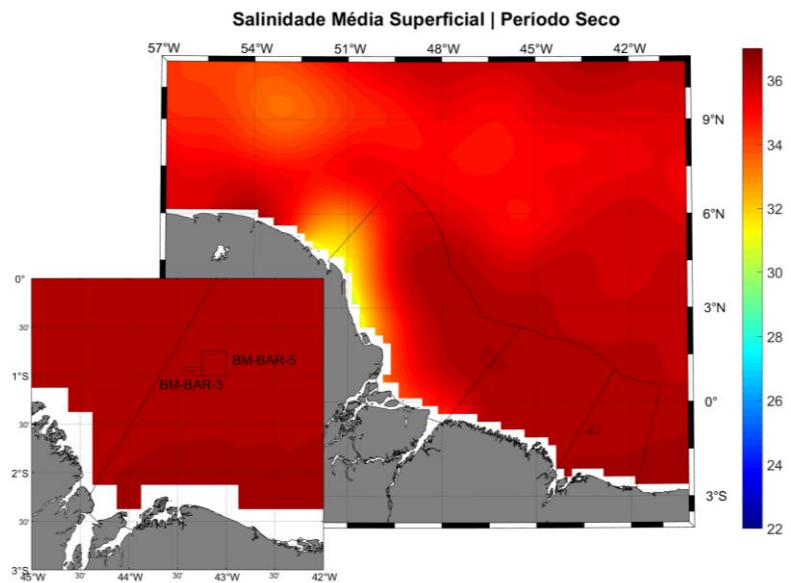 Salinidade Média Superficial | Período Seco
57°W 54°W 51°W 48°W 45°W 42°W
9°N
6°N
3°N
0°
3°S
36
34
32
30
28
26
24
22
0°
30'
1°S
30'
2°S
30'
3°S
BM-BAR-5
BM-BAR-3
45°W 30' 44°W 30' 43°W 30' 42°W